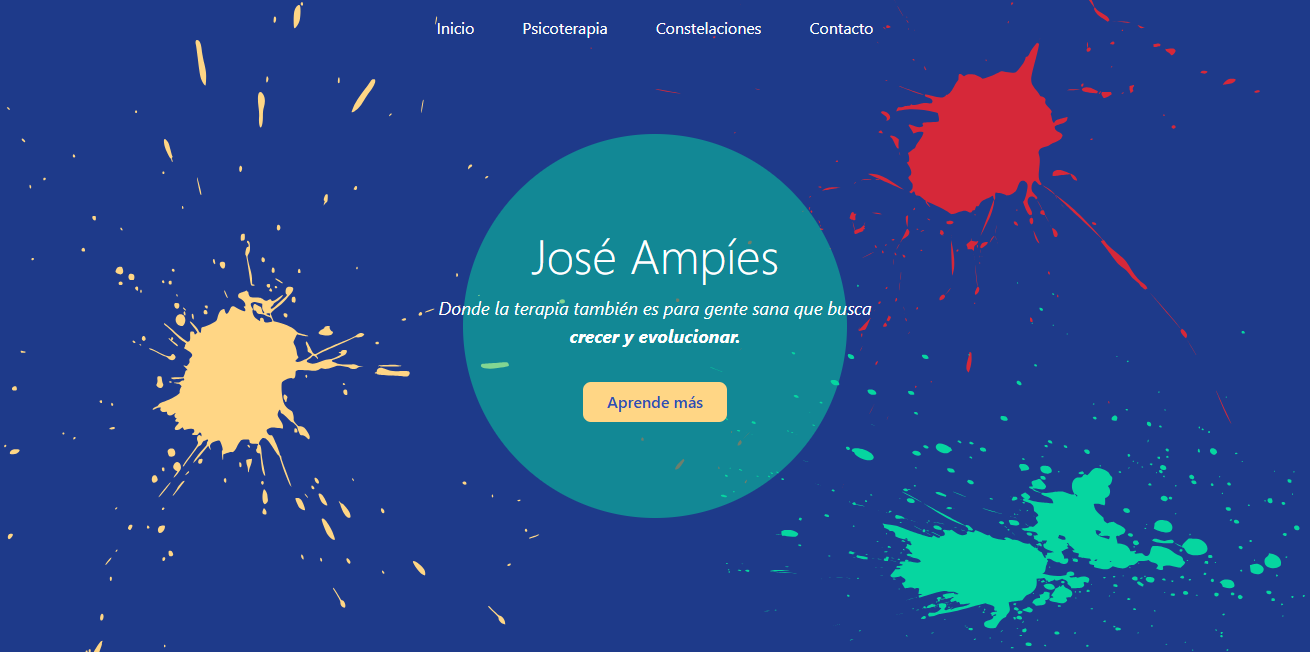 Inicio Psicoterapia Constelaciones Contacto
José Ampíes
Donde la terapia también es para gente sana que busca
crecer y evolucionar.
Aprende más